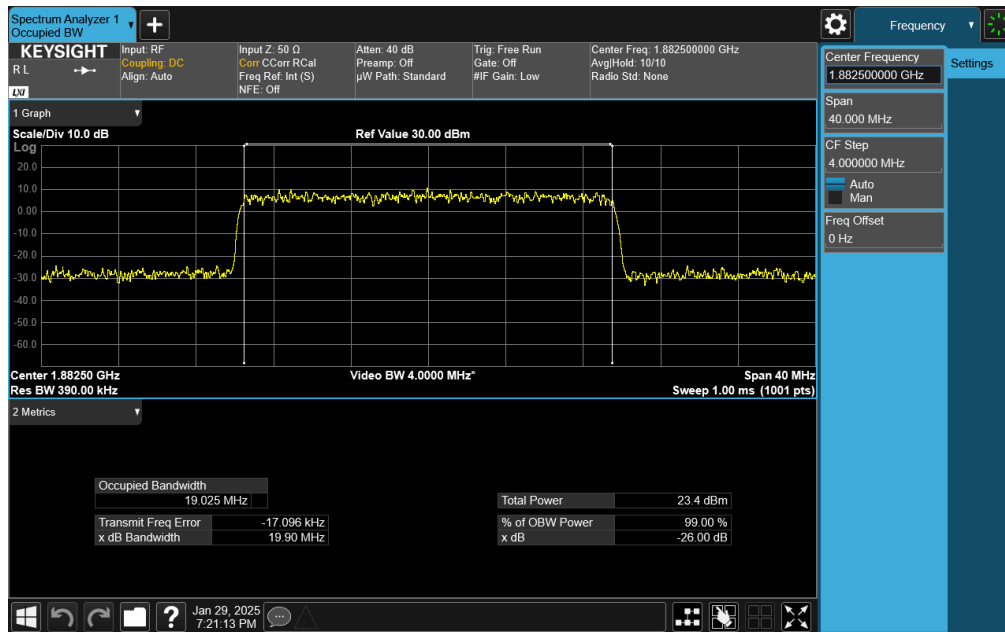 Spectrum Analyzer 1
Occupied BW
+
Frequency
KEYSIGHT
R L
LXI
Input: RF
Coupling: DC
Align: Auto
Input Z: 50 Ω
Corr CCorr RCal
Freq Ref: Int (S)
NFE: Off
Atten: 40 dB
Preamp: Off
µW Path: Standard
Trig: Free Run
Gate: Off
#IF Gain: Low
Center Freq: 1.882500000 GHz
Avg|Hold: 10/10
Radio Std: None
Center Frequency
1.882500000 GHz
Settings
Span
40.000 MHz
CF Step
4.000000 MHz
Auto
Man
Freq Offset
0 Hz
1 Graph
Scale/Div 10.0 dB
Ref Value 30.00 dBm
Log
20.0
10.0
0.00
-10.0
-20.0
-30.0
-40.0
-50.0
-60.0
Center 1.88250 GHz
Video BW 4.0000 MHz*
Span 40 MHz
Res BW 390.00 kHz
Sweep 1.00 ms (1001 pts)
2 Metrics
Occupied Bandwidth
19.025 MHz
Total Power 23.4 dBm
Transmit Freq Error -17.096 kHz
% of OBW Power 99.00 %
x dB Bandwidth 19.90 MHz
x dB -26.00 dB
?
Jan 29, 2025
7:21:13 PM